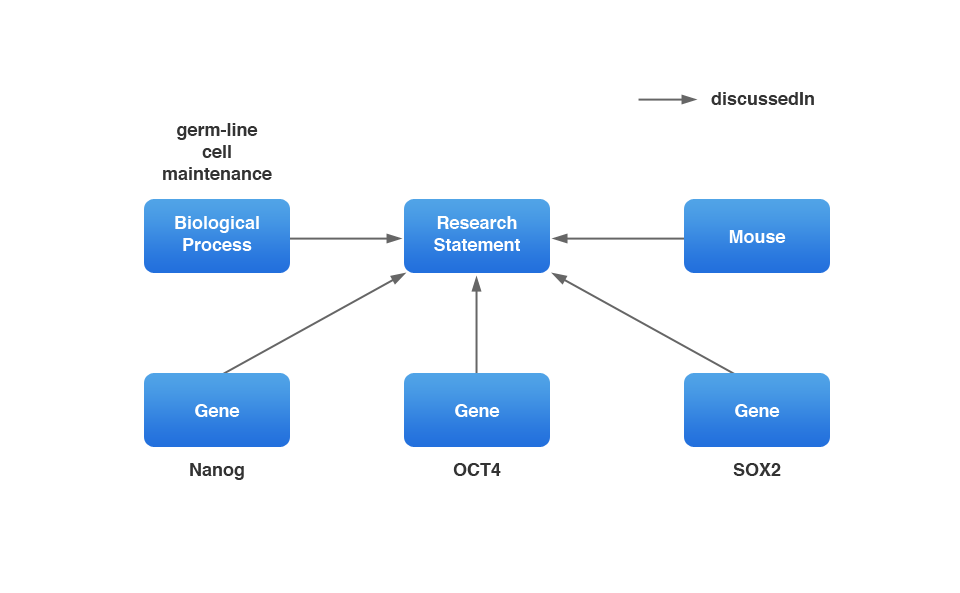 discussedIn
germ-line
cell
maintenance
Biological
Process
Research
Statement
Mouse
Gene
Gene
Gene
Nanog
OCT4
SOX2